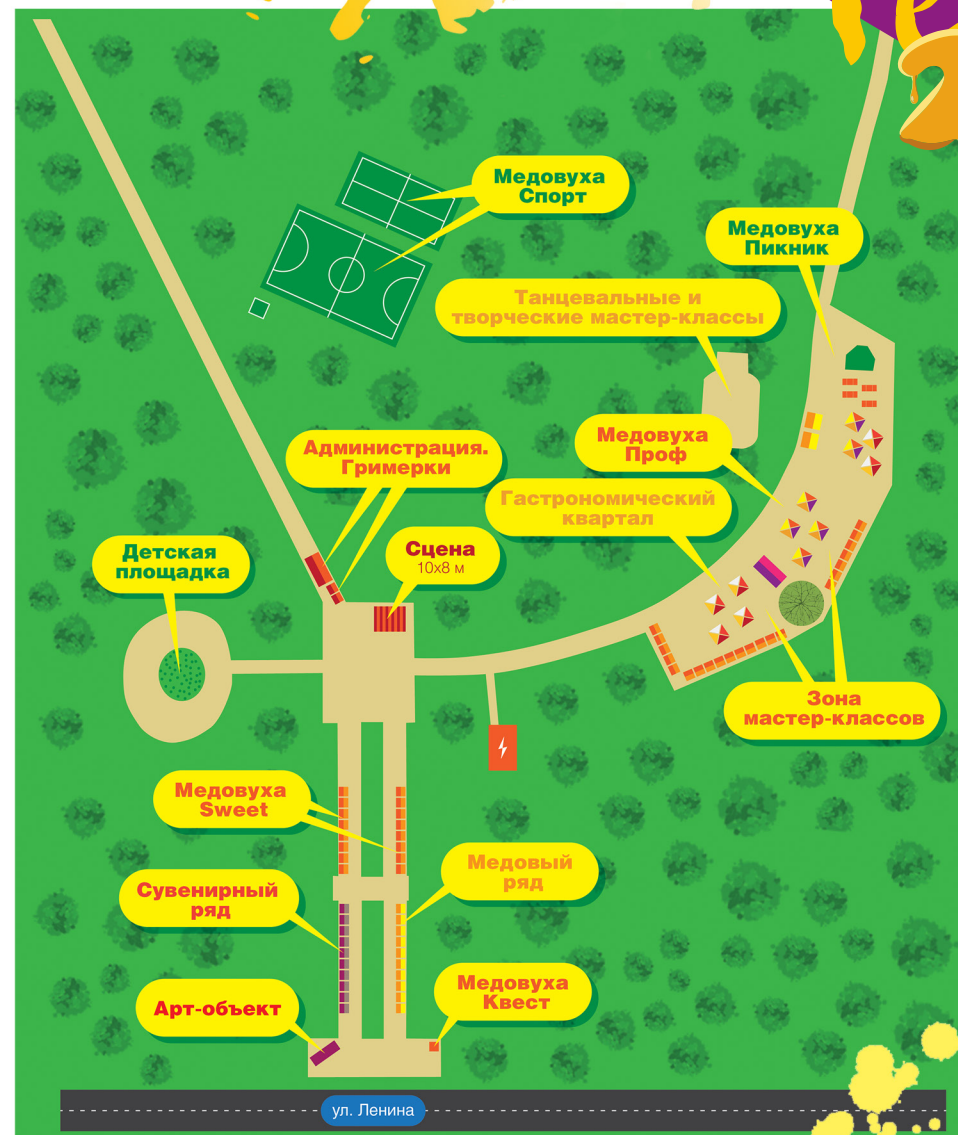 Медовуха
Спорт
Медовуха
Пикник
Танцевальные и
творческие мастер-классы
Медовуха
Проф
Администрация.
Гримерки
Гастрономический
квартал
Сцена
10х8 м
Детская
площадка
Зона
мастер-классов
Медовуха
Sweet
Медовый
ряд
Сувенирный
ряд
Медовуха
Квест
Арт-объект
ул. Ленина